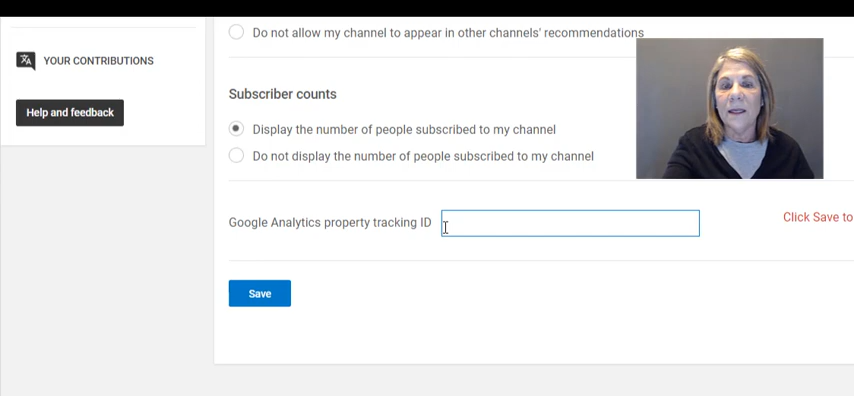 Do not allow my channel to appear in other channels' recommendations
YOUR CONTRIBUTIONS
Help and feedback
Subscriber counts
Display the number of people subscribed to my channel
Do not display the number of people subscribed to my channel
Google Analytics property tracking ID
Click Save to
Save